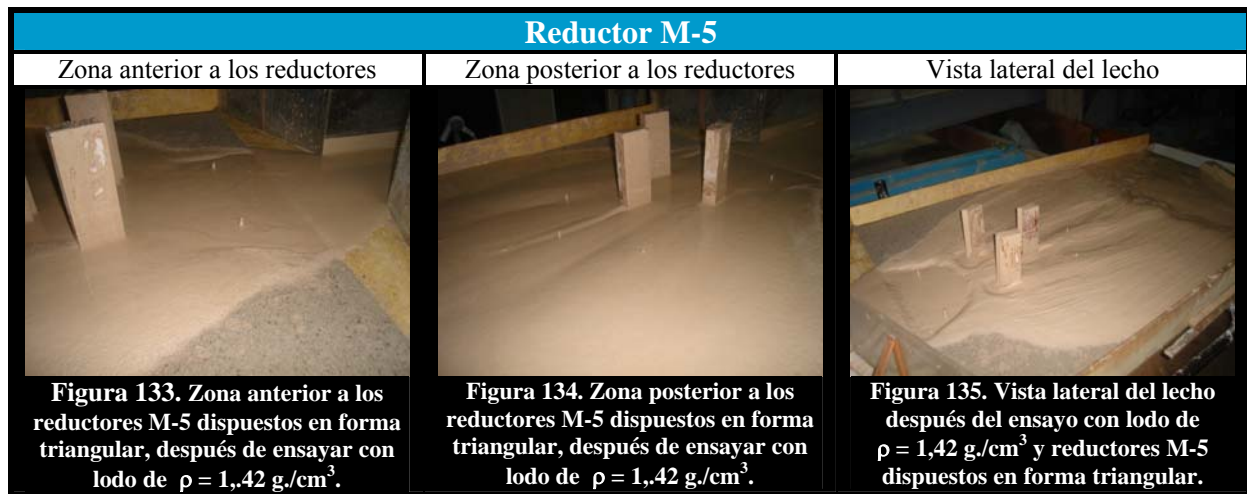 Reductor M-5
Zona anterior a los reductores
Zona posterior a los reductores
Vista lateral del lecho
Figura 133. Zona anterior a los
reductores M-5 dispuestos en forma
triangular, después de ensayar con
lodo de ρ = 1,.42 g./cm³.
Figura 134. Zona posterior a los
reductores M-5 dispuestos en forma
triangular, después de ensayar con
lodo de ρ = 1,.42 g./cm³.
Figura 135. Vista lateral del lecho
después del ensayo con lodo de
ρ = 1,42 g./cm³ y reductores M-5
dispuestos en forma triangular.